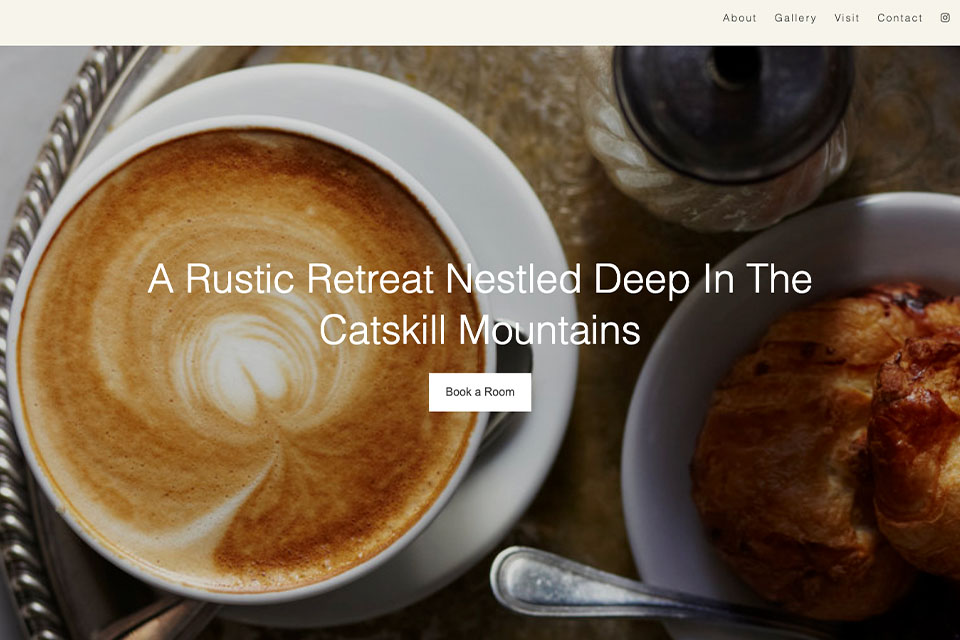 About Gallery Visit Contact
A Rustic Retreat Nestled Deep In The
Catskill Mountains
Book a Room